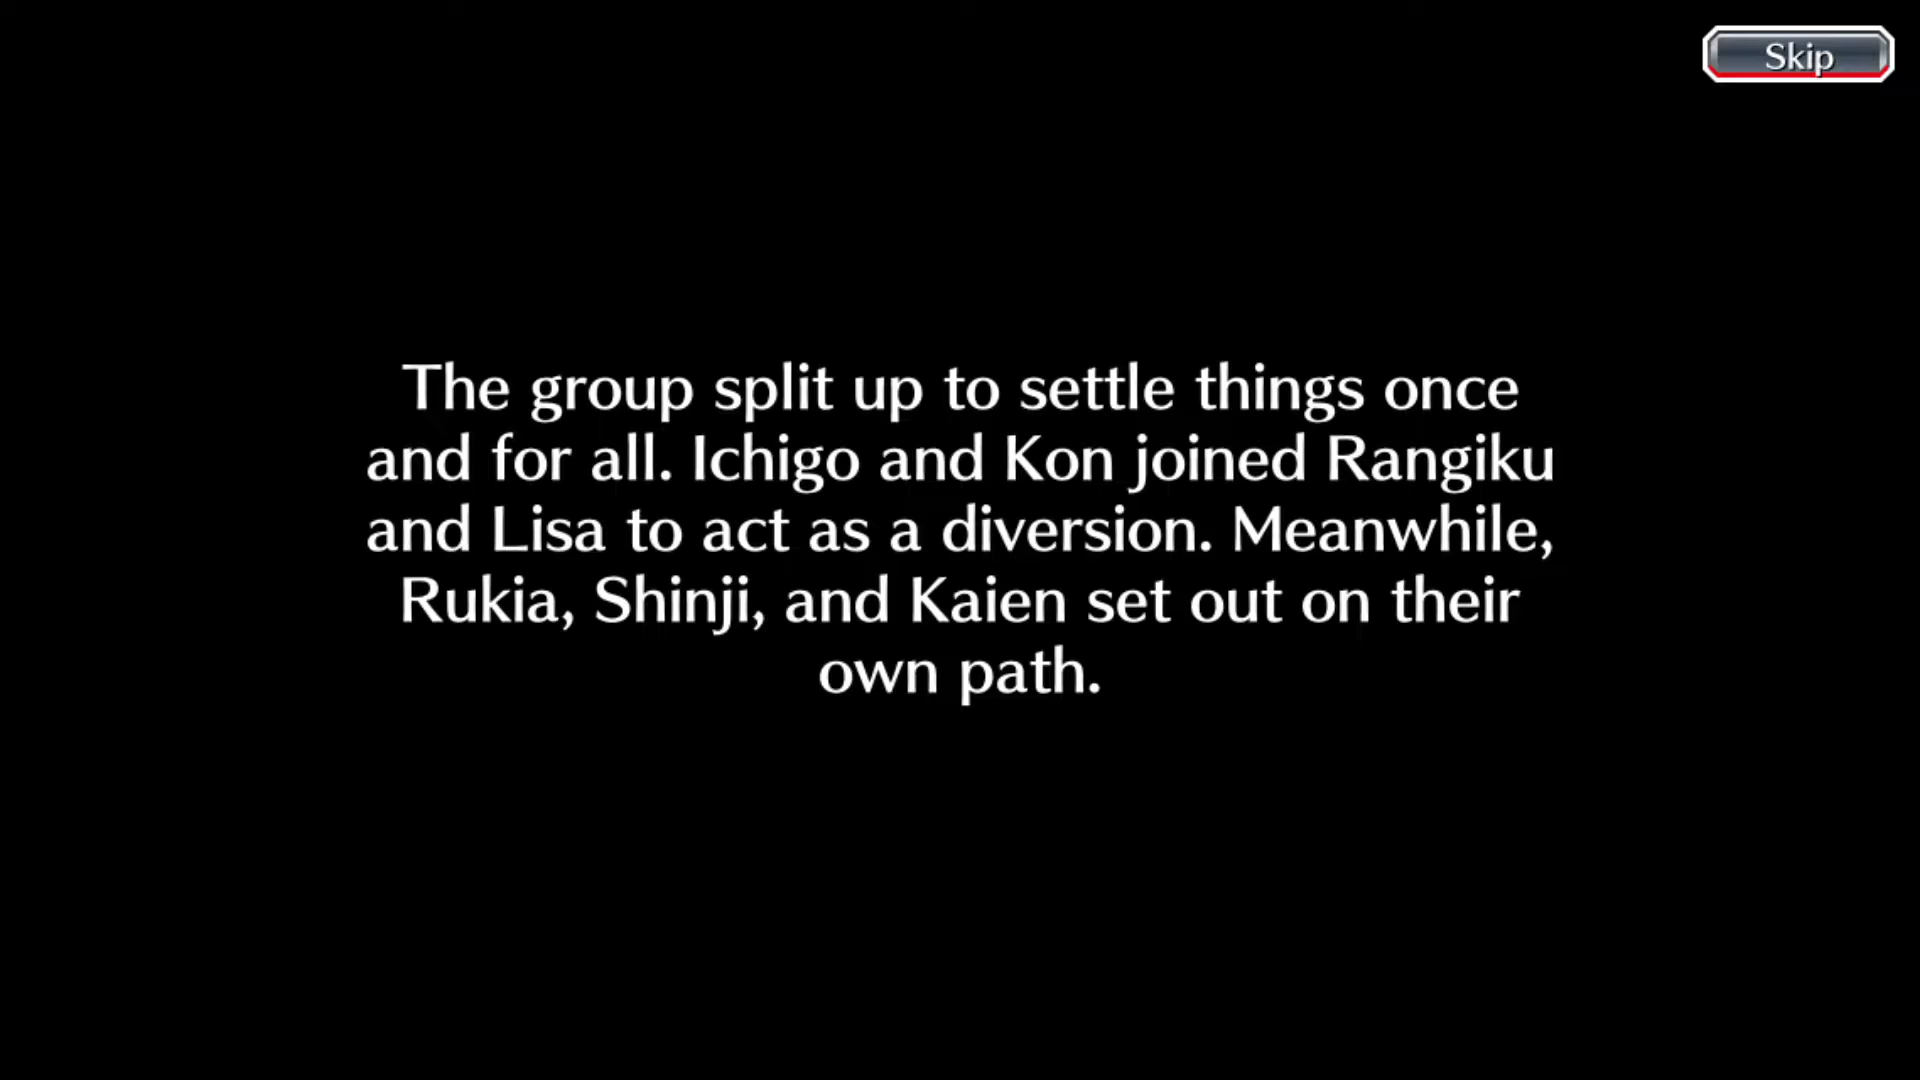 Skip
The group split up to settle things once
and for all. Ichigo and Kon joined Rangiku
and Lisa to act as a diversion. Meanwhile,
Rukia, Shinji, and Kaien set out on their
own path.